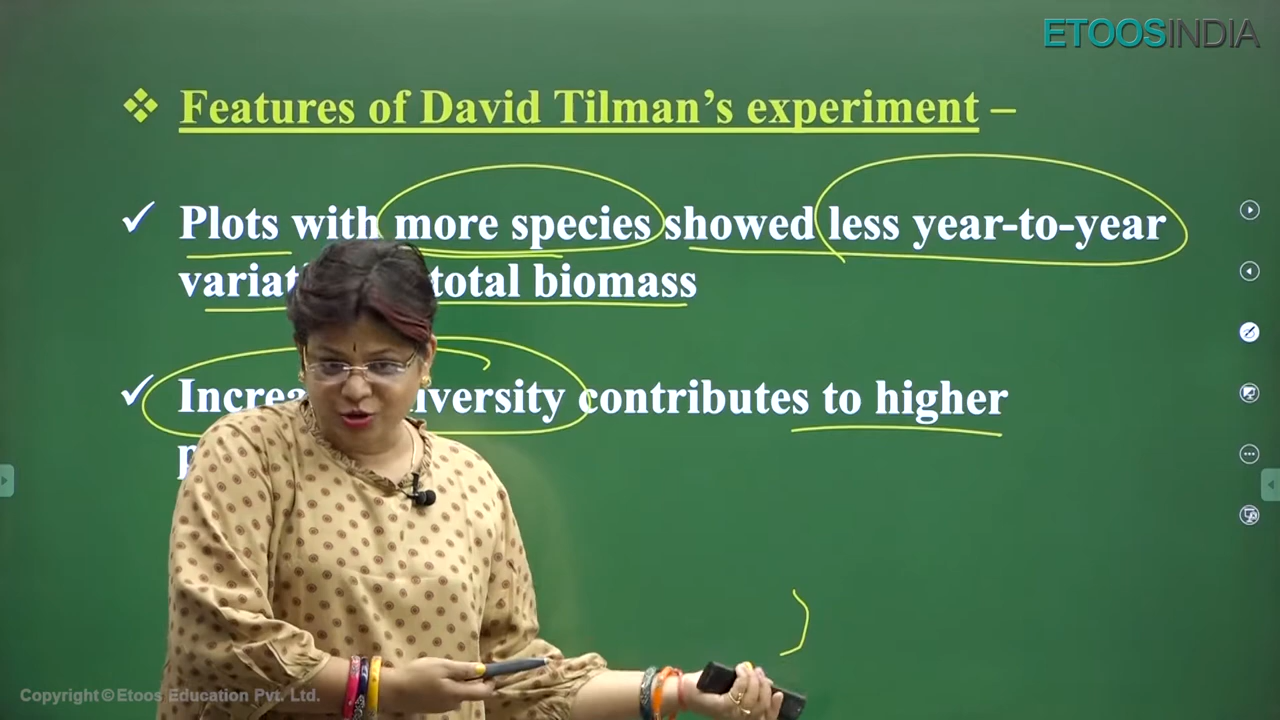 ETOOSINDIA
❖ Features of David Tilman’s experiment –
✓ Plots with more species showed less year-to-year
total biomass
✓ contributes to higher
Copyright © Etoos Education Pvt. Ltd.